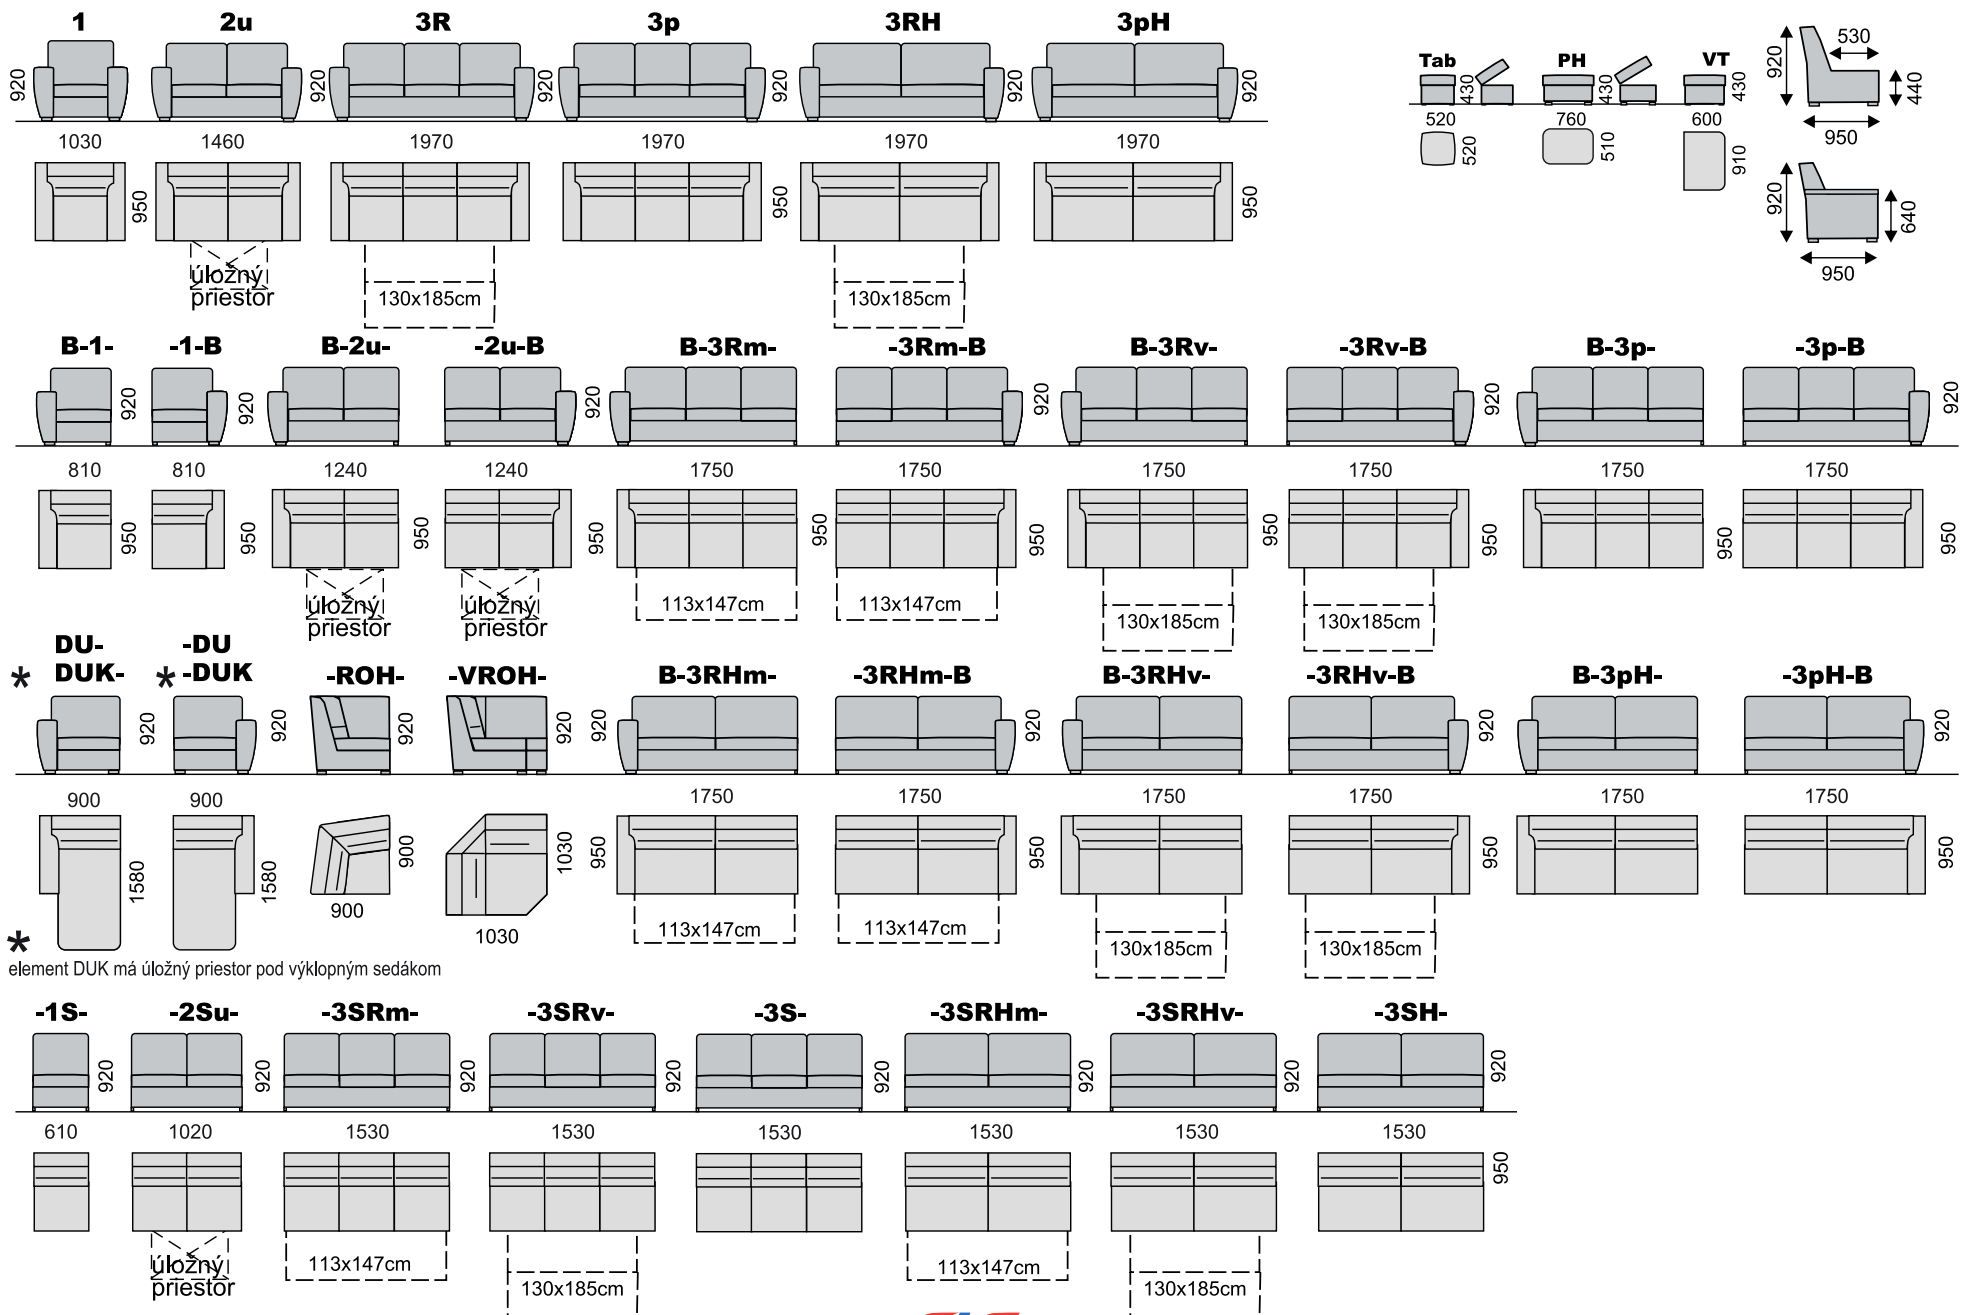 1 2u 3R 3p 3RH 3pH
920 920 920 920 920 920 920
1030 1460 1970 1970 1970 1970
950 950 950
úložný
priestor
130x185cm 130x185cm
Tab PH VT
430 430 430
520 760 600
520 510 910
920 530 440
950
920 640
950
B-1- -1-B B-2u- -2u-B B-3Rm- -3Rm-B B-3Rv- -3Rv-B B-3p- -3p-B
920 920 920 920 920 920 920
810 810 1240 1240 1750 1750 1750 1750 1750 1750
950 950 950 950 950 950 950 950 950 950
úložný úložný
priestor priestor
113x147cm 113x147cm 130x185cm 130x185cm
DU- -DU
* DUK- * -DUK -ROH- -VROH- B-3RHm- -3RHm-B B-3RHv- -3RHv-B B-3pH- -3pH-B
920 920 920 920 920 920 920 920
900 900 1750 1750 1750 1750 1750 1750
1580 1580 900 1030 950 950 950 950
900 1030
113x147cm 113x147cm 130x185cm 130x185cm
*
element DUK má úložný priestor pod výklopným sedákom
-1S- -2Su- -3SRm- -3SRv- -3S- -3SRHm- -3SRHv- -3SH-
920 920 920 920 920 920 920 920
610 1020 1530 1530 1530 1530 1530 1530
950
úložný
priestor
113x147cm 130x185cm 113x147cm 130x185cm